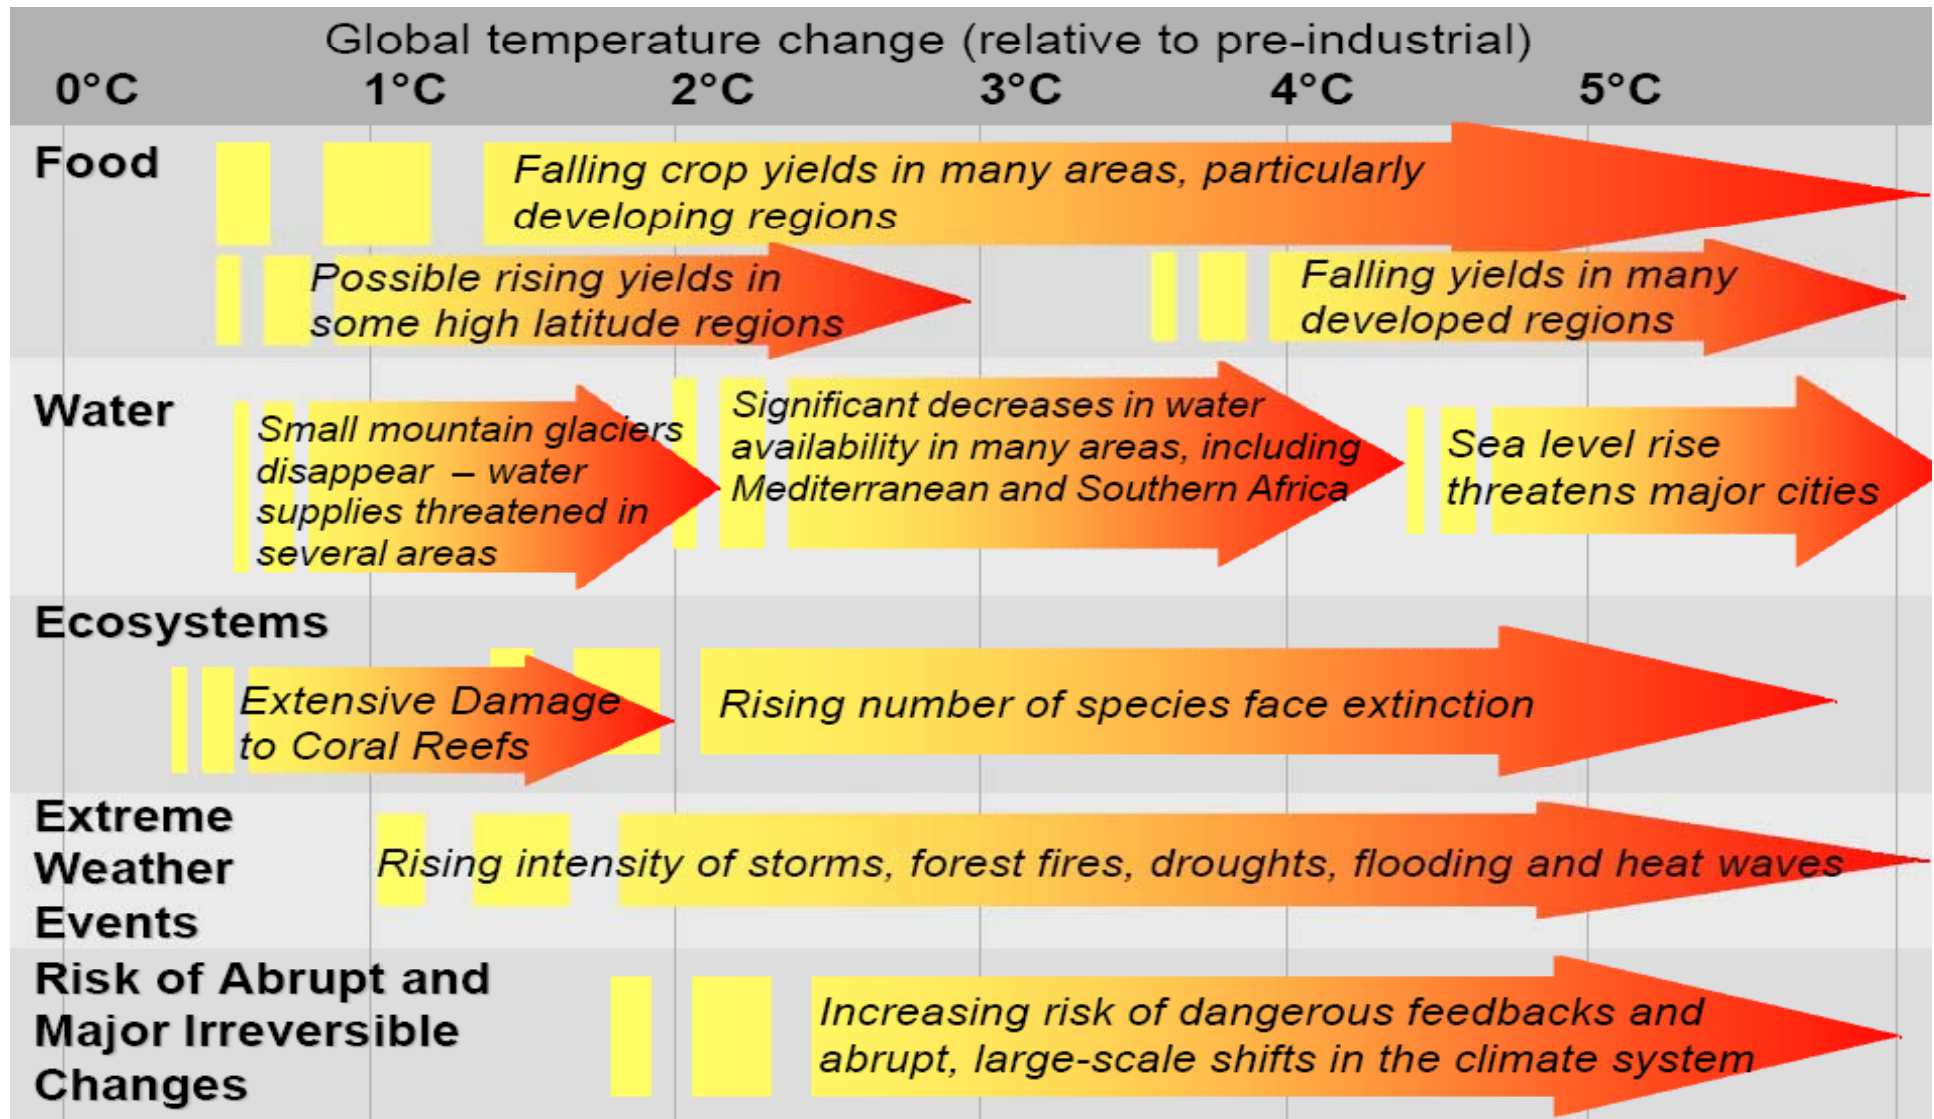 Global temperature change (relative to pre-industrial)
0°C 1°C 2°C 3°C 4°C 5°C
Food
Falling crop yields in many areas, particularly
developing regions
Possible rising yields in
some high latitude regions
Falling yields in many
developed regions
Water
Small mountain glaciers
disappear – water
supplies threatened in
several areas
Significant decreases in water
availability in many areas, including
Mediterranean and Southern Africa
Sea level rise
threatens major cities
Ecosystems
Extensive Damage
to Coral Reefs
Rising number of species face extinction
Extreme
Weather
Events
Rising intensity of storms, forest fires, droughts, flooding and heat waves
Risk of Abrupt and
Major Irreversible
Changes
Increasing risk of dangerous feedbacks and
abrupt, large-scale shifts in the climate system